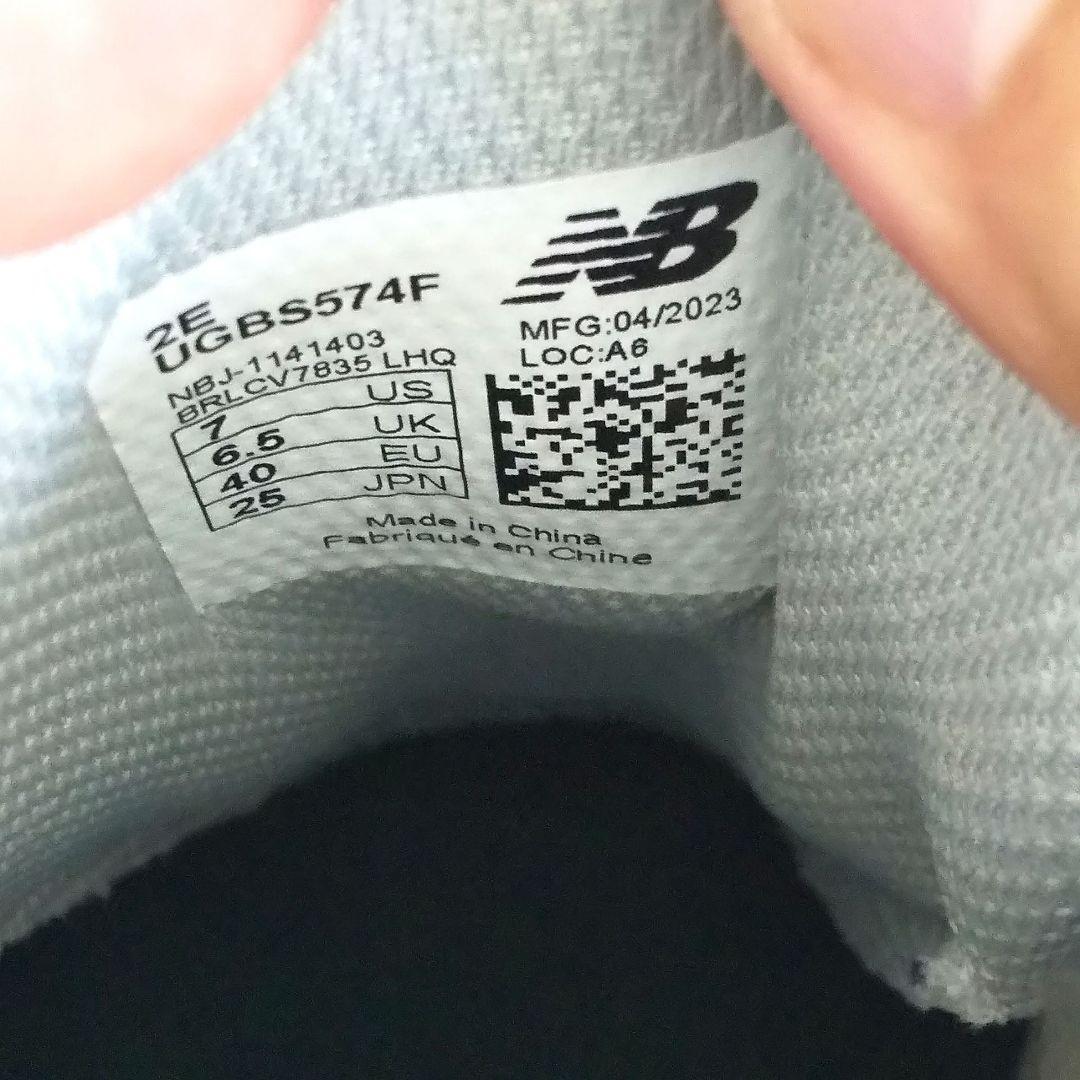 2E
UGBS574F
NBJ-1141403
BRLCV7835 LHQ
7 US
6.5 UK
40 EU
25 JPN
NB
MFG:04/2023
LOC:A6
Made in China
Fabriqué en Chine